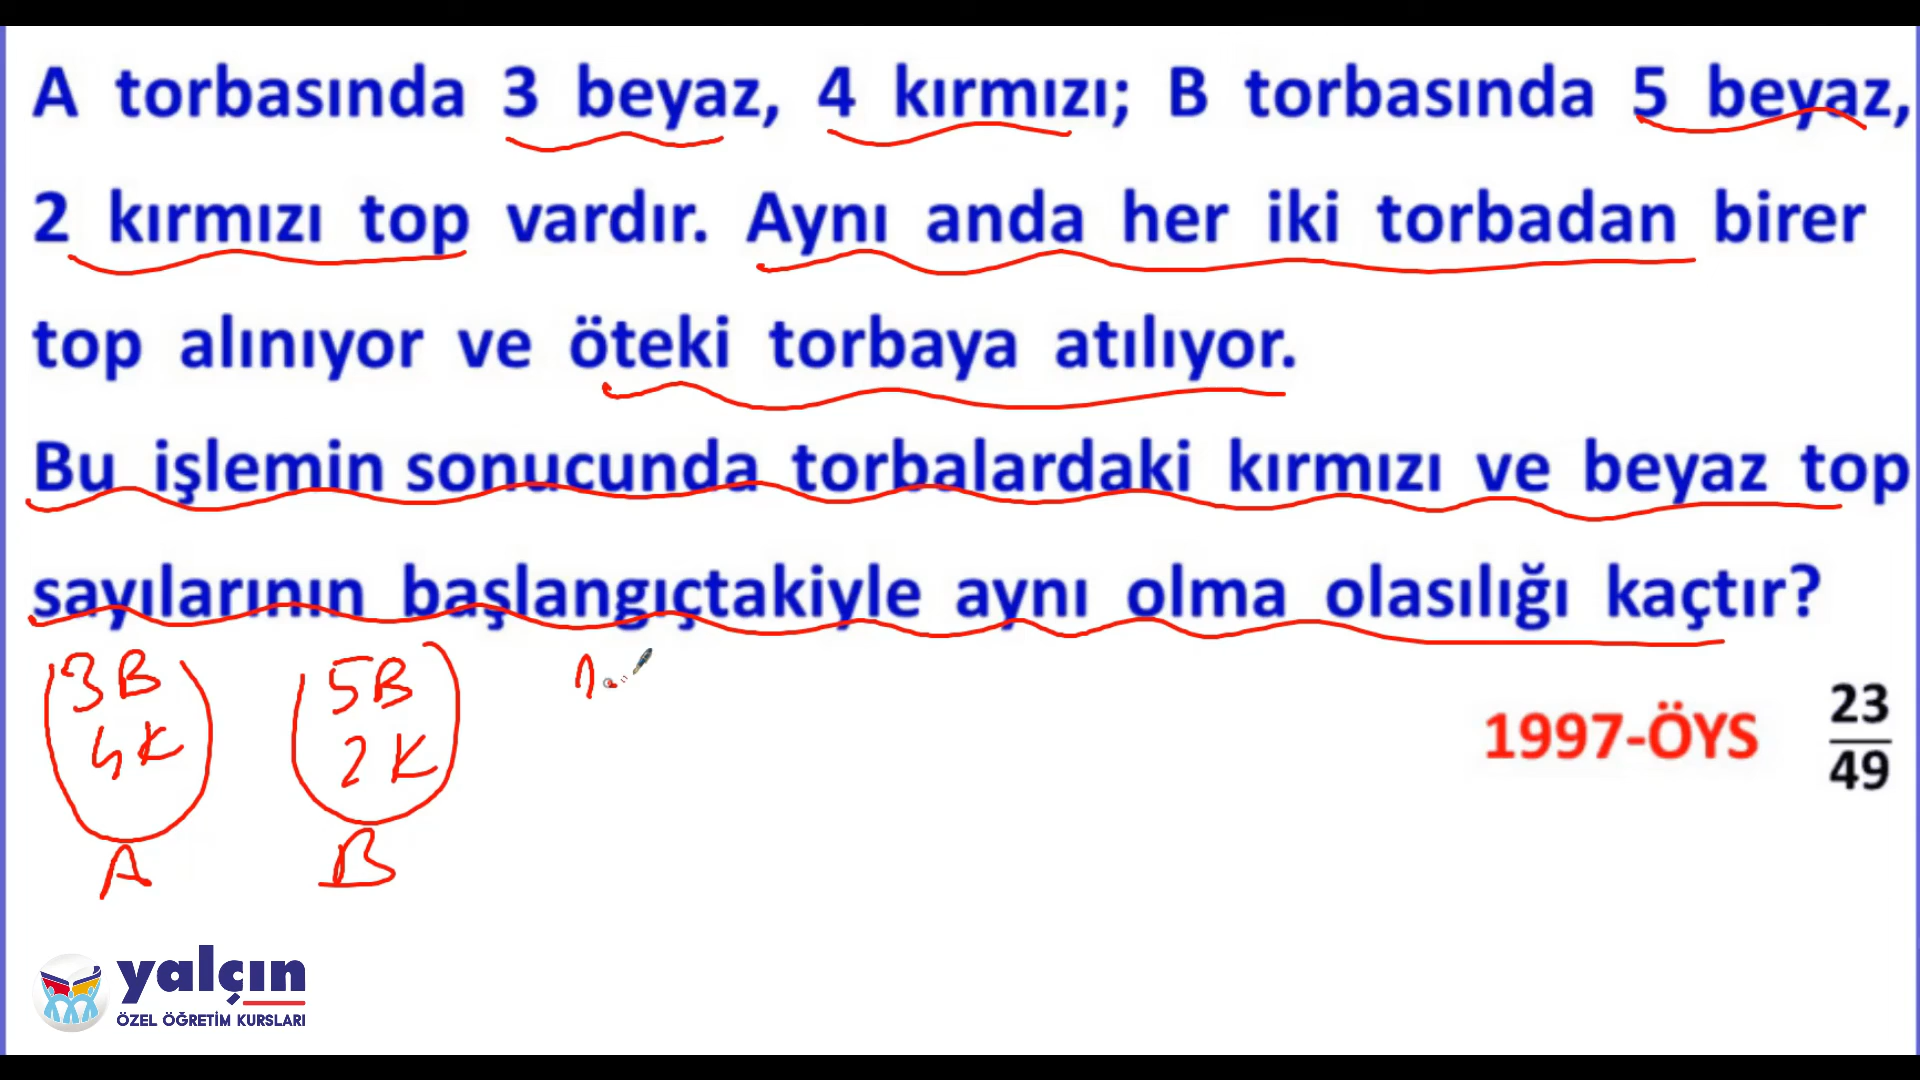 A torbasında 3 beyaz, 4 kırmızı; B torbasında 5 beyaz,
2 kırmızı top vardır. Aynı anda her iki torbadan birer
top alınıyor ve öteki torbaya atılıyor.
Bu işlemin sonucunda torbalardaki kırmızı ve beyaz top
sayılarının başlangıçtakiyle aynı olma olasılığı kaçtır?
3B 5B 1.
4K 2K
A B
1997-ÖYS 23/49
yalçın
ÖZEL ÖĞRETİM KURSLARI